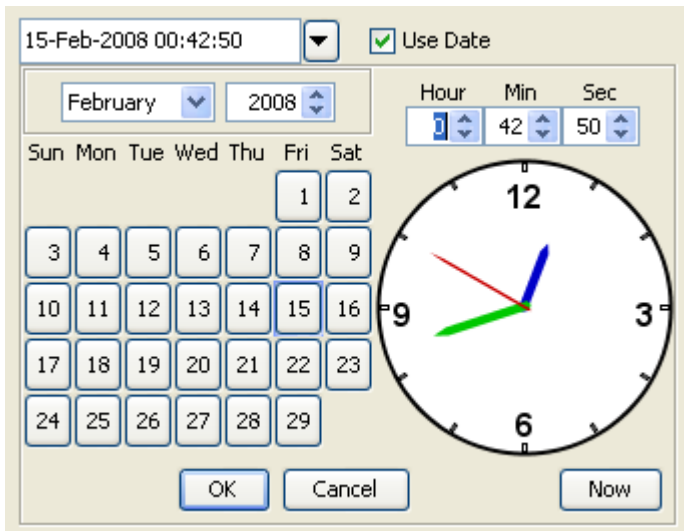 15-Feb-2008 00:42:50 Use Date
February 2008
Hour Min Sec
0 42 50
Sun Mon Tue Wed Thu Fri Sat
1 2
3 4 5 6 7 8 9
10 11 12 13 14 15 16
17 18 19 20 21 22 23
24 25 26 27 28 29
12
9 3
6
OK Cancel Now